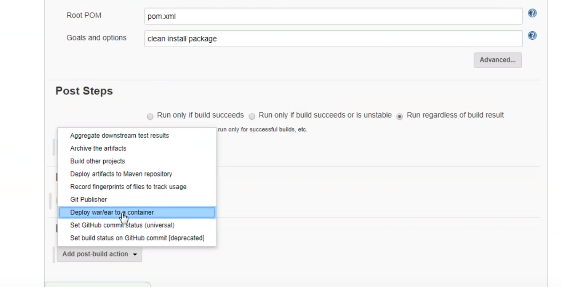 Root POM
pom.xml
Goals and options
clean install package
Advanced...
Post Steps
Run only if build succeeds Run only if build succeeds or is unstable Run regardless of build result
run only for successful builds, etc.
Aggregate downstream test results
Archive the artifacts
Build other projects
Deploy artifacts to Maven repository
Record fingerprints of files to track usage
Git Publisher
Deploy war/ear to a container
Set GitHub commit status (universal)
Set build status on GitHub commit [deprecated]
Add post-build action